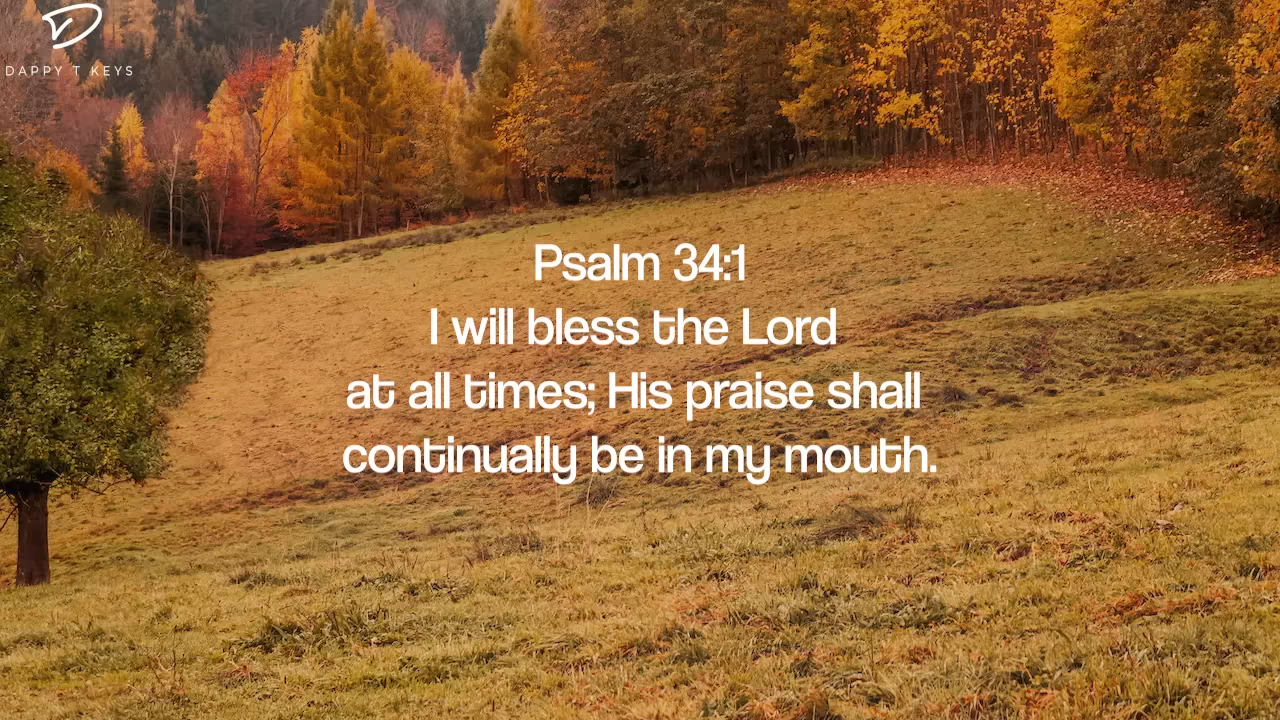 DAPPY T KEYS
Psalm 34:1
I will bless the Lord
at all times; His praise shall
continually be in my mouth.